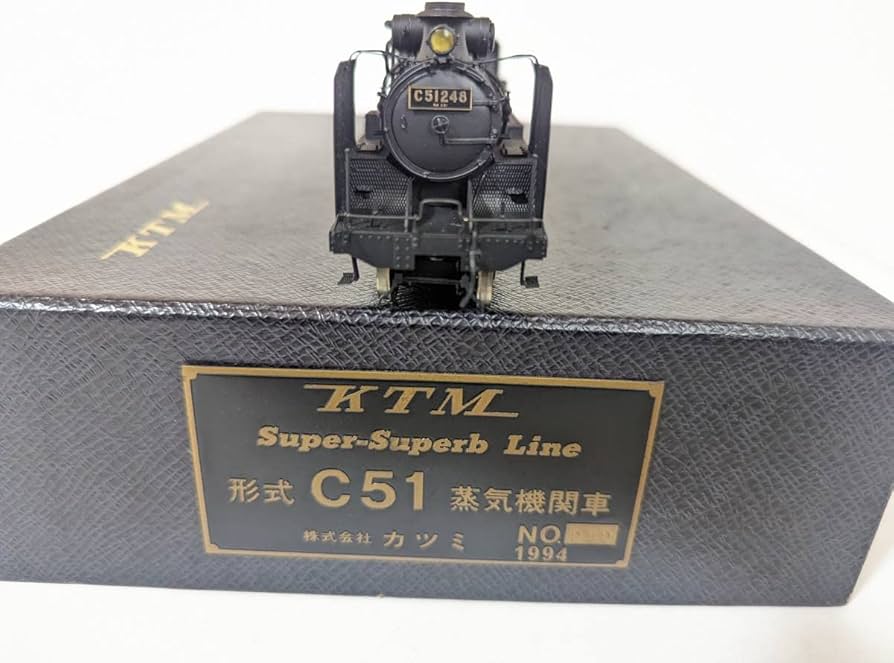 C51248
KTM
KTM
Super-Superb Line
形式 C51 蒸気機関車
株式会社 カツミ NO.
1994